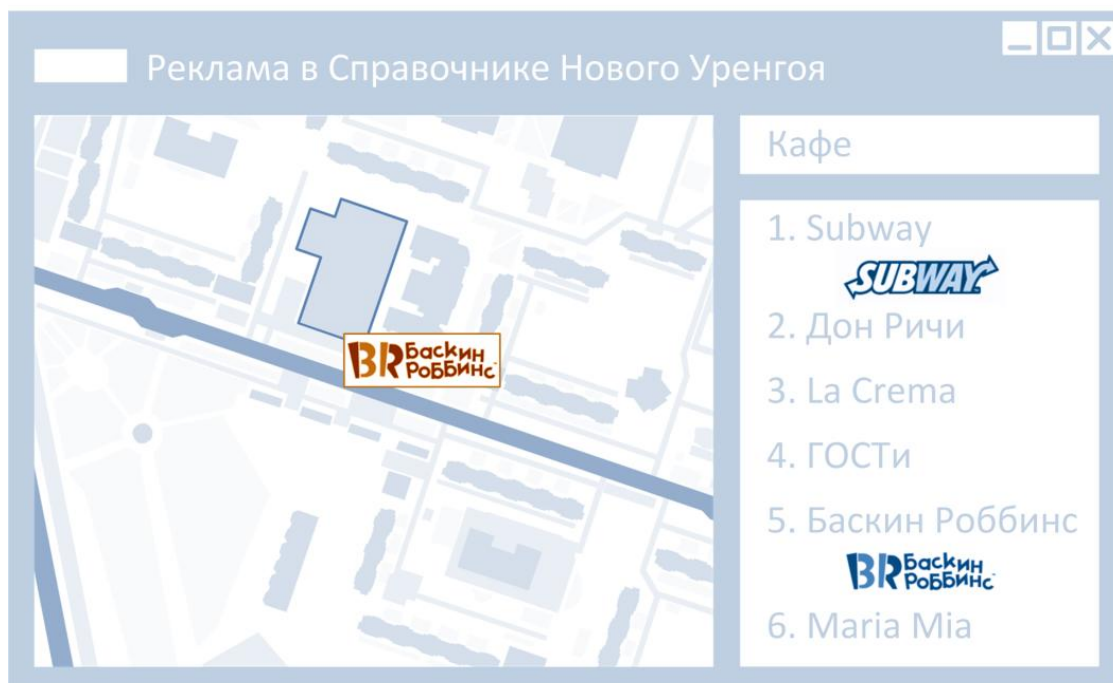 Реклама в Справочнике Нового Уренгоя
Кафе
1. Subway
SUBWAY
2. Дон Ричи
3. La Crema
4. ГОСТи
5. Баскин Роббинс
BR Баскин
Роббинс
6. Maria Mia
BR Баскин
Роббинс